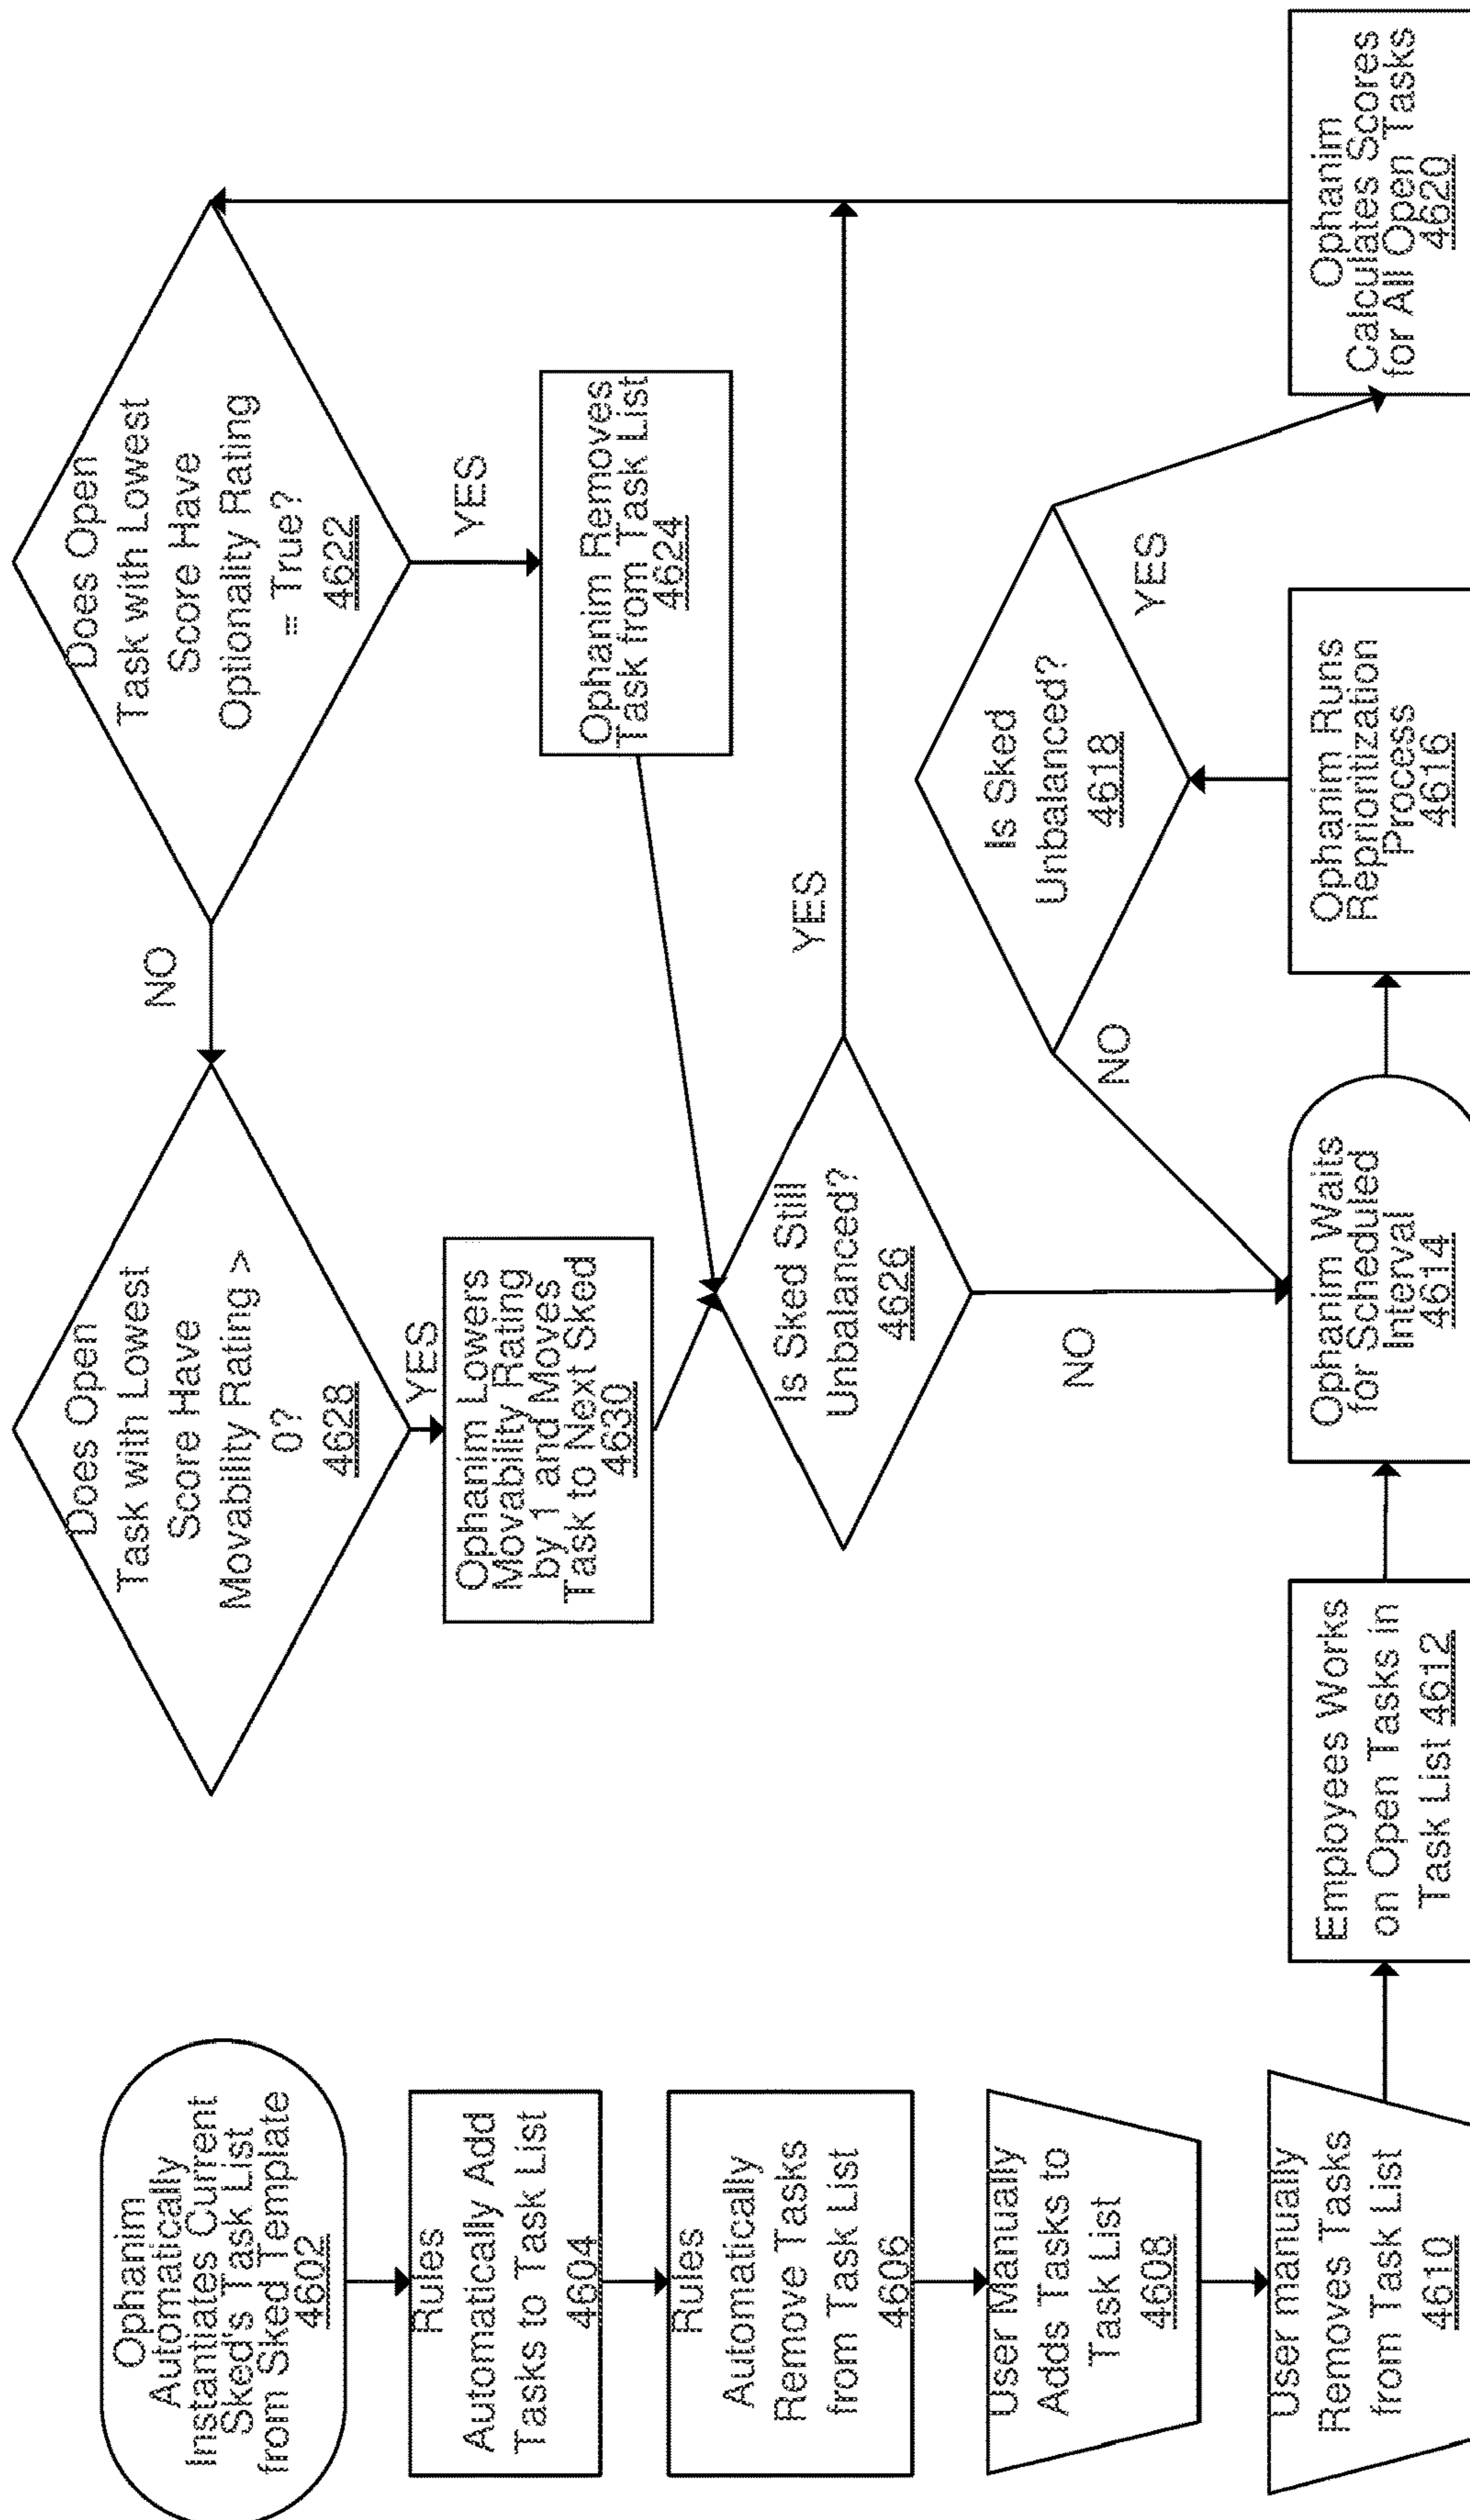 Ophanim
Automatically
Instantiates Current
Sked's Task List
from Sked Template
4602
Rules
Automatically Add
Tasks to Task List
4604
Rules
Automatically
Remove Tasks
from Task List
4606
User Manually
Adds Tasks to
Task List
4608
User manually
Removes Tasks
from Task List
4610
Employees Works
on Open Tasks in
Task List 4612
Ophanim Waits
for Scheduled
Interval
4614
Ophanim Runs
Reprioritization
Process
4616
Is Sked
Unbalanced?
4618
NO
YES
Ophanim
Calculates Scores
for All Open Tasks
4620
Does Open
Task with Lowest
Score Have
Optionality Rating
= True?
4622
YES
NO
Ophanim Removes
Task from Task List
4624
Is Sked Still
Unbalanced?
4626
YES
NO
Does Open
Task with Lowest
Score Have
Movability Rating >
0?
4628
YES
Ophanim Lowers
Movability Rating
by 1 and Moves
Task to Next Sked
4630